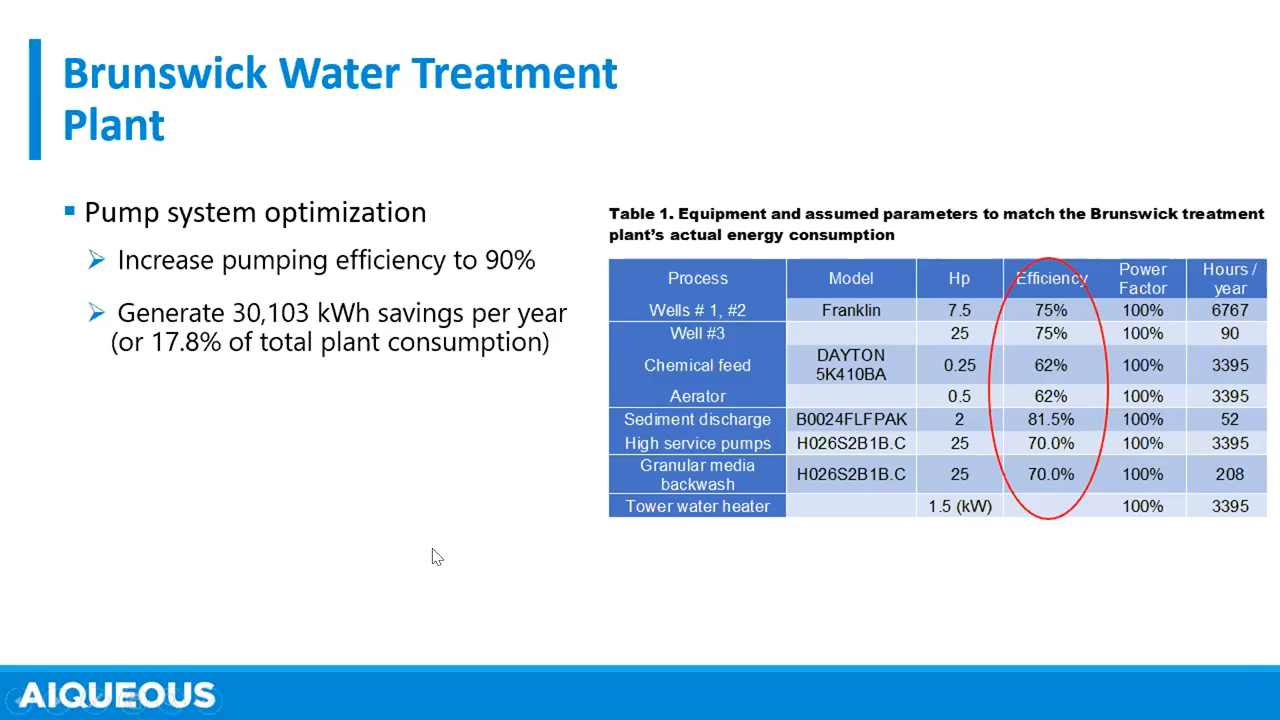 Brunswick Water Treatment
Plant
Pump system optimization
Increase pumping efficiency to 90%
Generate 30,103 kWh savings per year
(or 17.8% of total plant consumption)
Table 1. Equipment and assumed parameters to match the Brunswick treatment
plant’s actual energy consumption
Process Model Hp Efficiency Power Factor Hours / year
Wells # 1, #2 Franklin 7.5 75% 100% 6767
Well #3 25 75% 100% 90
Chemical feed DAYTON 5K410BA 0.25 62% 100% 3395
Aerator 0.5 62% 100% 3395
Sediment discharge B0024FLFPAK 2 81.5% 100% 52
High service pumps H026S2B1B.C 25 70.0% 100% 3395
Granular media backwash H026S2B1B.C 25 70.0% 100% 208
Tower water heater 1.5 (kW) 100% 3395
AIQUEOUS